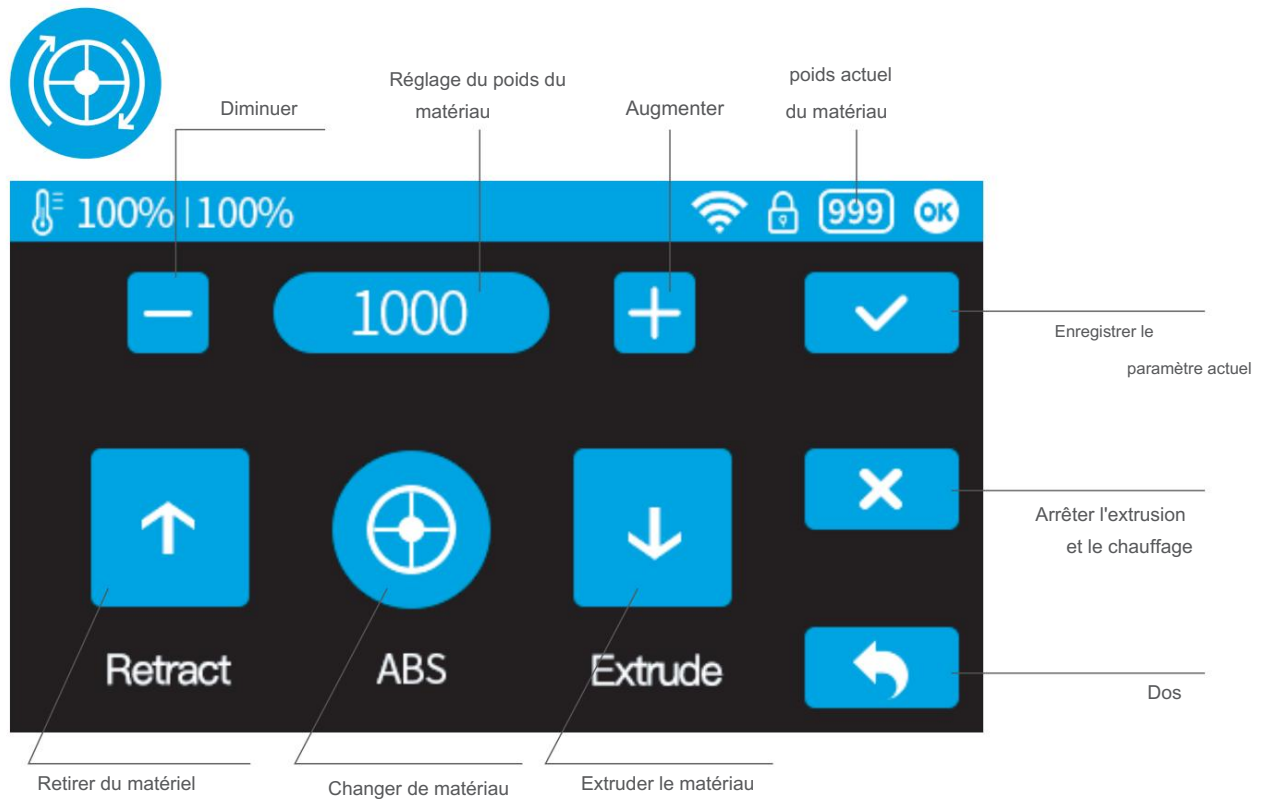 Diminuer
Réglage du poids du
matériau
Augmenter
poids actuel
du matériau
100% | 100%
999
OK
1000
Enregistrer le
paramètre actuel
Arrêter l'extrusion
et le chauffage
Retract
ABS
Extrude
Dos
Retirer du matériel
Changer de matériau
Extruder le matériau